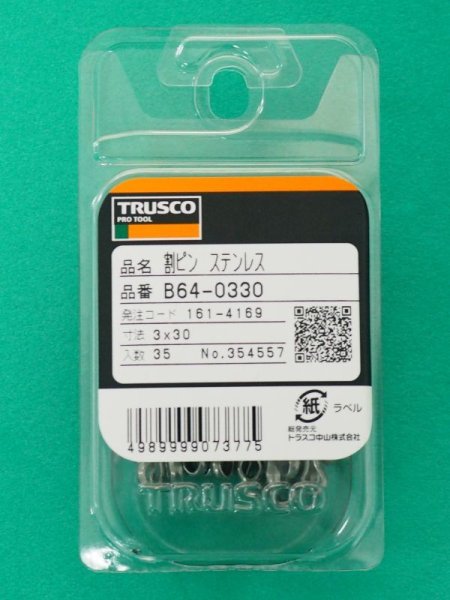 TRUSCO
PRO TOOL
品名 割ピン ステンレス
品番 B64-0330
発注コード 161-4169
寸法 3×30
入数 35 No.354557
紙 ラベル
4989999073775
総発売元
トラスコ中山株式会社
TRUSCO